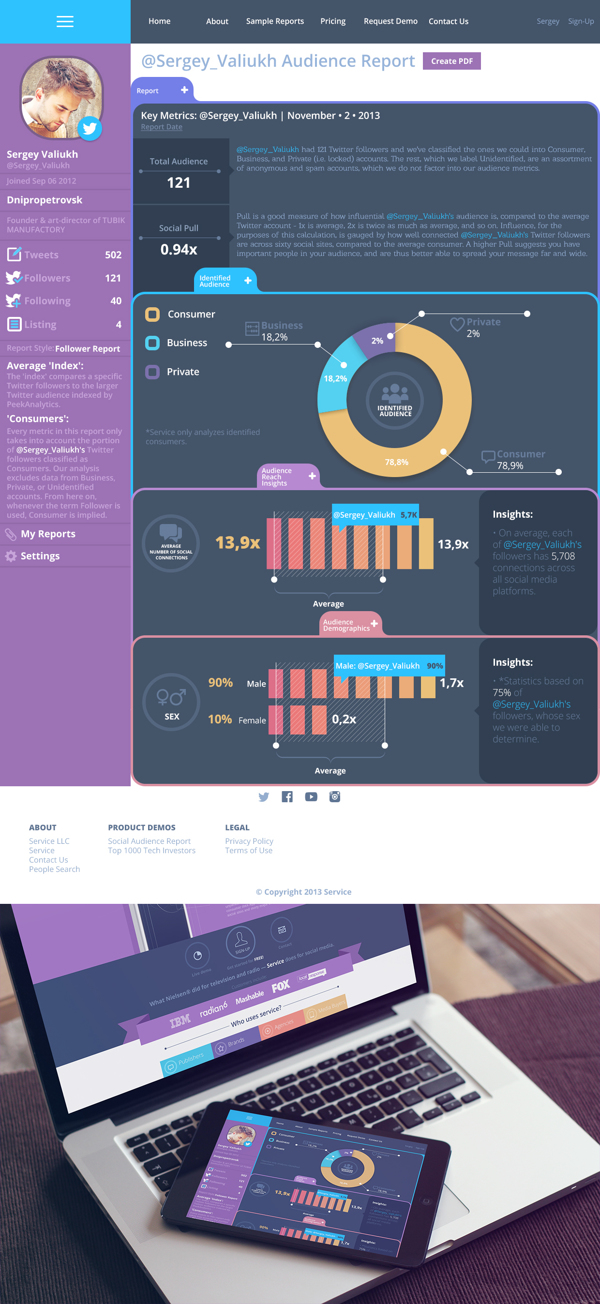 Home About Sample Reports Pricing Request Demo Contact Us Sergey Sign-Up
@Sergey_Valiukh Audience Report Create PDF
Report +
Sergey Valiukh
@Sergey_Valiukh
Joined Sep 06 2012
Dnipropetrovsk
Founder & art-director of TUBIK
MANUFACTORY
Tweets 502
Followers 121
Following 40
Listing 4
Report Style: Follower Report
Average 'Index':
The 'index' compares a specific
Twitter followers to the larger
Twitter audience indexed by
PeekAnalytics.
'Consumers':
Every metric in this report only
takes into account the portion
of @Sergey_Valiukh's Twitter
followers classified as
Consumers. Our analysis
excludes data from Business,
Private, or Unidentified
accounts. From here on,
whenever the term Follower is
used, Consumer is implied.
My Reports
Settings
Key Metrics: @Sergey_Valiukh | November • 2 • 2013
Report Date
Total Audience
121
@Sergey_Valiukh had 121 Twitter followers and we've classified the ones we could into Consumer,
Business, and Private (i.e. locked) accounts. The rest, which we label Unidentified, are an assortment
of anonymous and spam accounts, which we do not factor into our audience metrics.
Social Pull
0.94x
Pull is a good measure of how influential @Sergey_Valiukh's audience is, compared to the average
Twitter account - 1x is average, 2x is twice as much as average, and so on. Influence, for the
purposes of this calculation, is gauged by how well connected @Sergey_Valiukh's Twitter followers
are across sixty social sites, compared to the average consumer. A higher Pull suggests you have
important people in your audience, and are thus better able to spread your message far and wide.
Identified
Audience +
Consumer
Business
Private
Business
18,2%
Private
2%
2%
18,2%
IDENTIFIED
AUDIENCE
78,8%
Consumer
78,9%
*Service only analyzes identified
consumers.
Audience
Reach
Insights +
AVERAGE
NUMBER OF SOCIAL
CONNECTIONS
13,9x
@Sergey_Valiukh 5,7K
13,9x
Average
Insights:
• On average, each
of @Sergey_Valiukh's
followers has 5,708
connections across
all social media
platforms.
Audience
Demographics +
SEX
90% Male
Male: @Sergey_Valiukh 90%
1,7x
10% Female 0,2x
Average
Insights:
• *Statistics based on
75% of
@Sergey_Valiukh's
followers, whose sex
we were able to
determine.
ABOUT
Service LLC
Service
Contact Us
People Search
PRODUCT DEMOS
Social Audience Report
Top 1000 Tech Investors
LEGAL
Privacy Policy
Terms of Use
© Copyright 2013 Service
What Nielsen® did for television and radio — Service does for social media
IBM radian6 Mashable FOX
Who uses service?
Publishers Brands Agencies
Consumer
Business
13,9x
13,9x